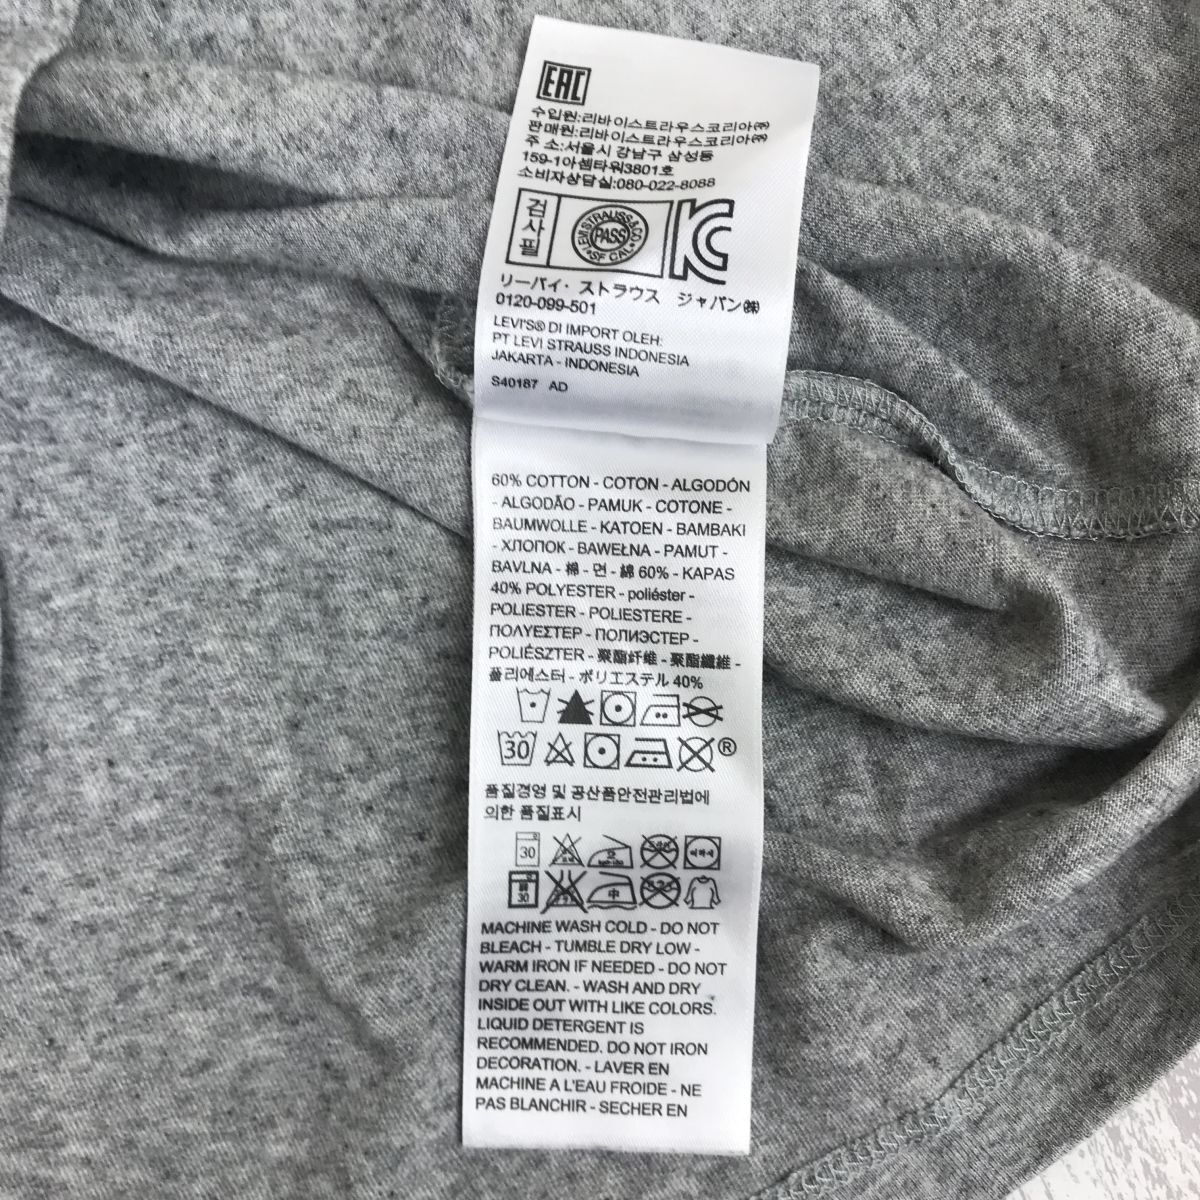 EAC
수입원:리바이스트라우스코리아㈜
판매원:리바이스트라우스코리아㈜
주 소:서울시 강남구 삼성동
159-1아셈타워3801호
소비자상담실:080-022-8088
검사필
LEVI STRAUSS & CO.
PASS
SF CAL
KC
リーバイ・ストラウス ジャパン㈱
0120-099-501
LEVI'S® DI IMPORT OLEH:
PT LEVI STRAUSS INDONESIA
JAKARTA - INDONESIA
S40187 AD
60% COTTON - COTON - ALGODÓN
- ALGODÃO - PAMUK - COTONE -
BAUMWOLLE - KATOEN - BAMBAKI
- ХЛОПОК - BAWEŁNA - PAMUT -
BAVLNA - 棉 - 면 - 綿 60% - KAPAS
40% POLYESTER - poliéster -
POLIESTER - POLIESTERE -
ΠΟΛΥΕΣΤΕΡ - ПОЛИЭСТЕР -
POLIÉSZTER - 聚酯纤维 - 聚酯纖維 -
폴리에스터 - ポリエステル 40%
30 ®
품질경영 및 공산품안전관리법에
의한 품질표시
30
30 中
MACHINE WASH COLD - DO NOT
BLEACH - TUMBLE DRY LOW -
WARM IRON IF NEEDED - DO NOT
DRY CLEAN. - WASH AND DRY
INSIDE OUT WITH LIKE COLORS.
LIQUID DETERGENT IS
RECOMMENDED. DO NOT IRON
DECORATION. - LAVER EN
MACHINE A L'EAU FROIDE - NE
PAS BLANCHIR - SECHER EN